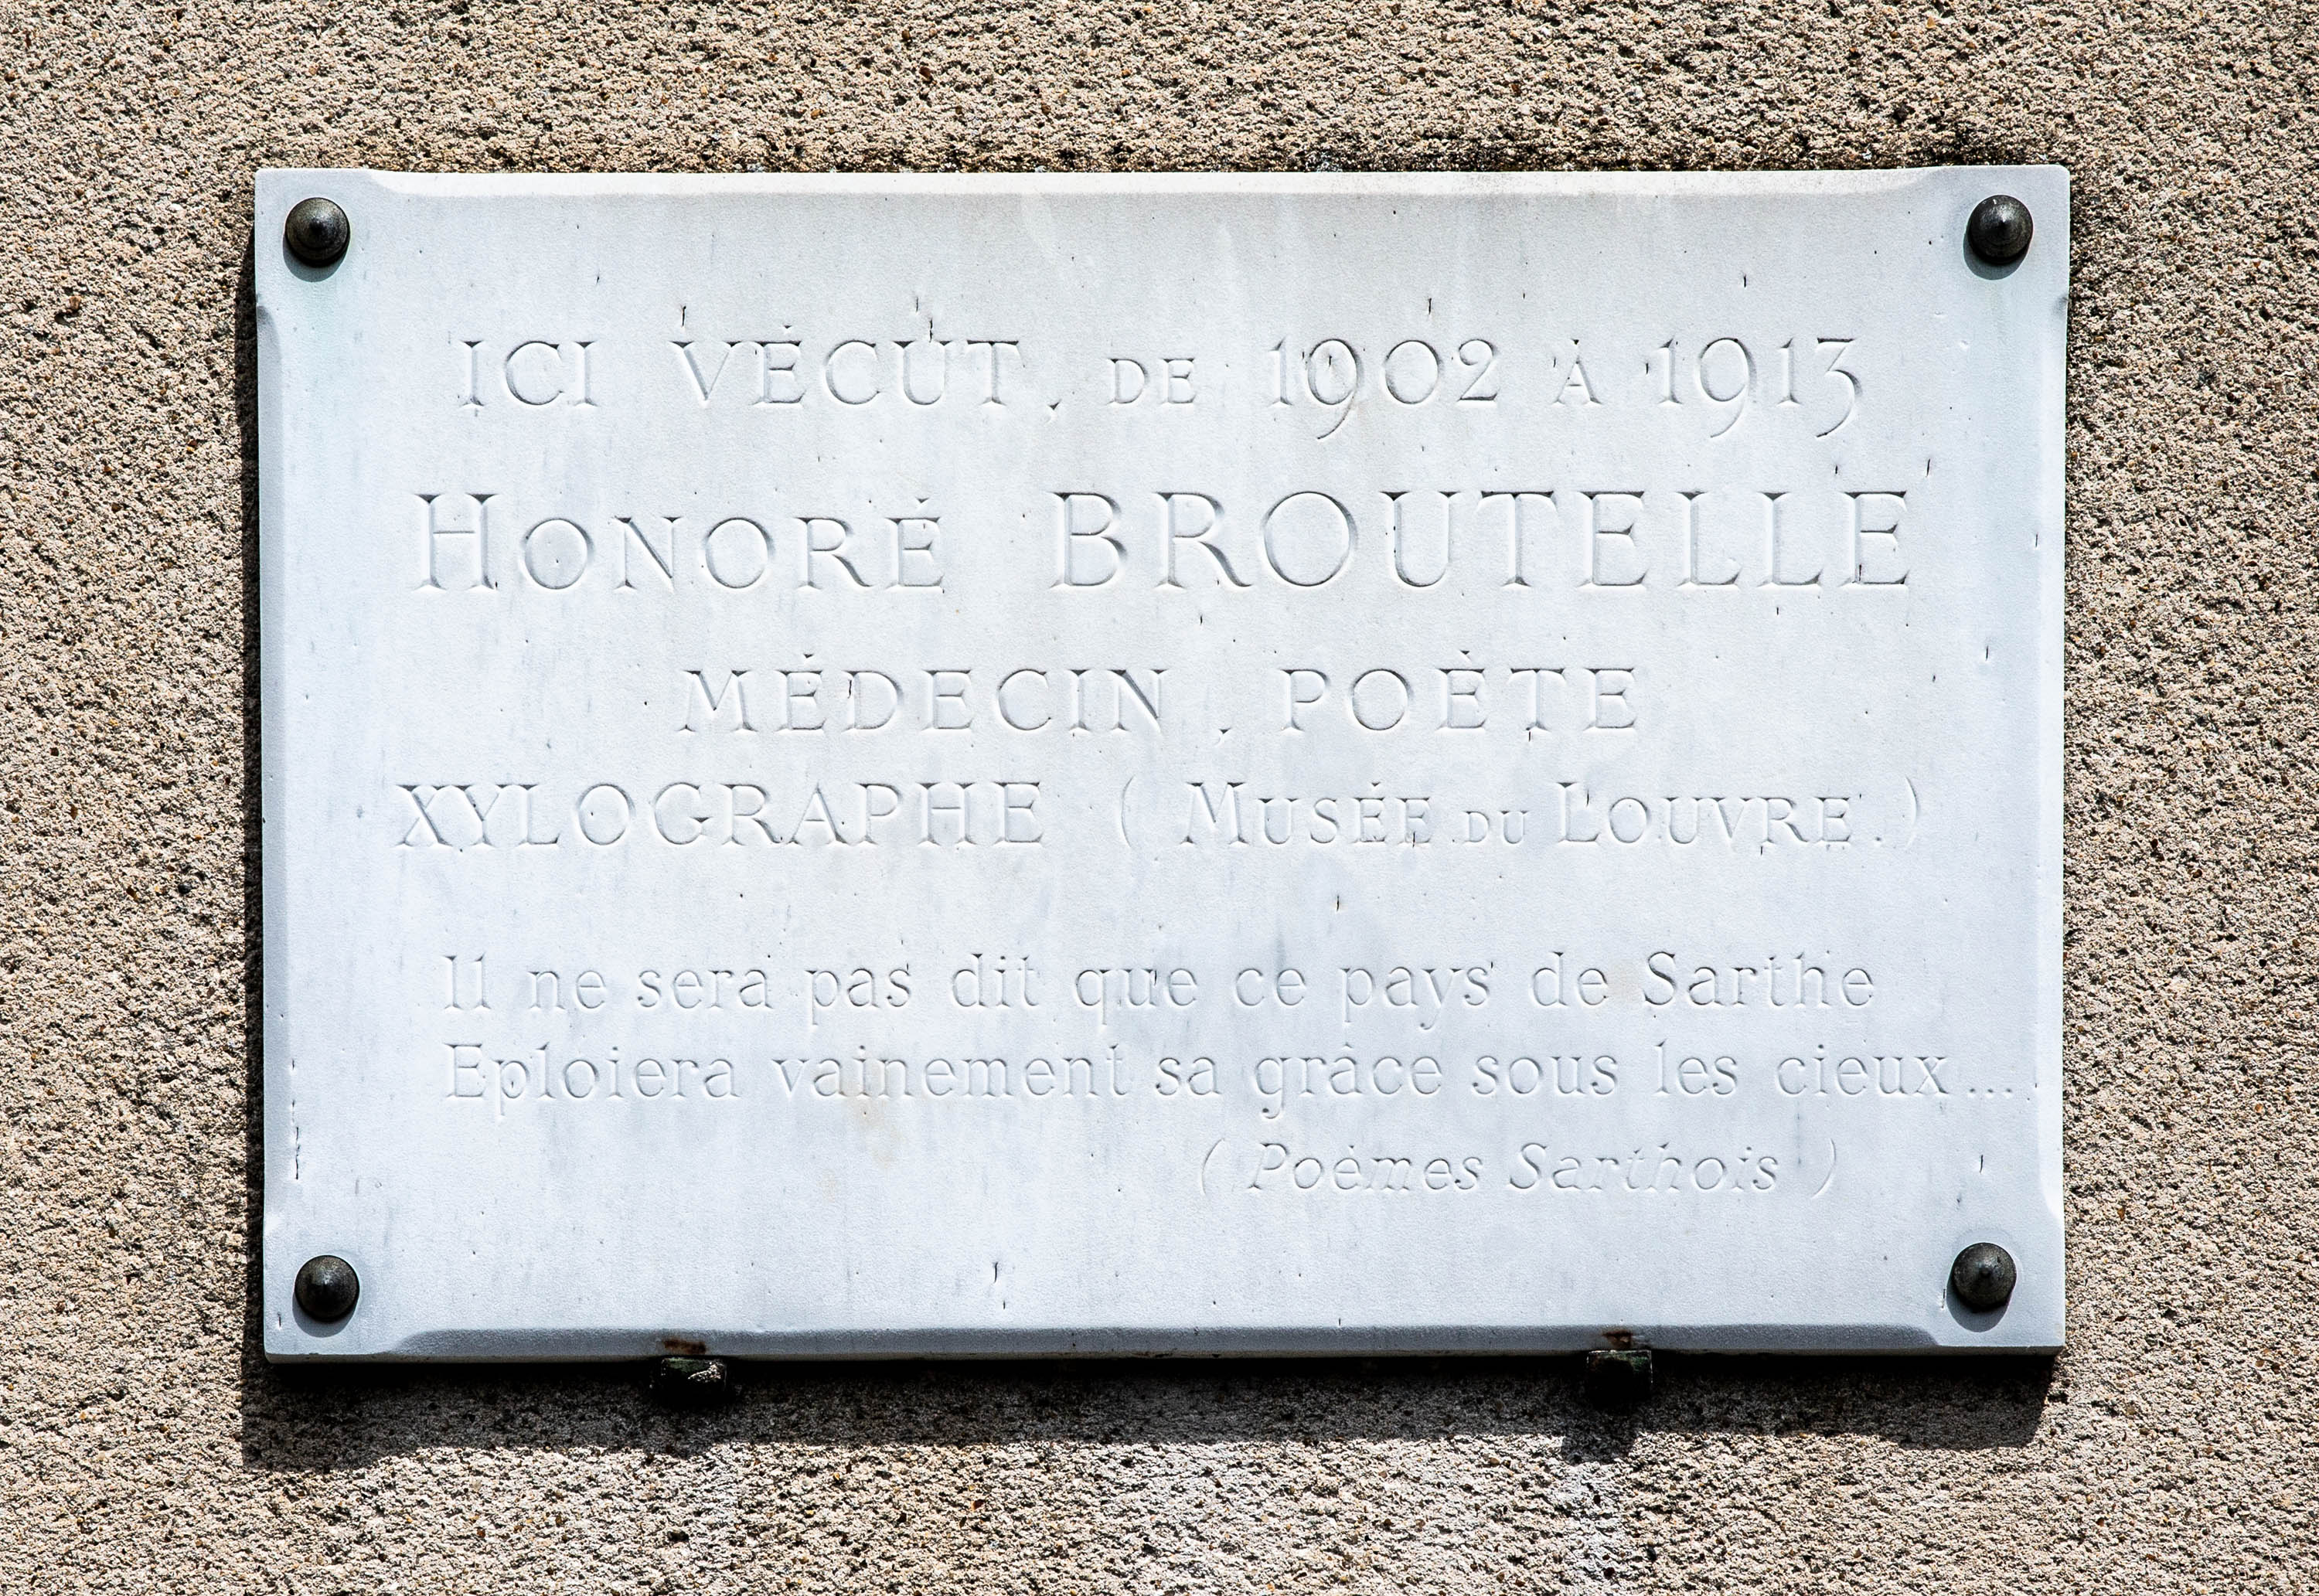 ICI VÉCUT, DE 1902 À 1913
HONORÉ BROUTELLE
MÉDECIN, POÈTE
XYLOGRAPHE ( MUSÉE DU LOUVRE. )
Il ne sera pas dit que ce pays de Sarthe
Eploiera vainement sa grâce sous les cieux...
( Poèmes Sarthois )